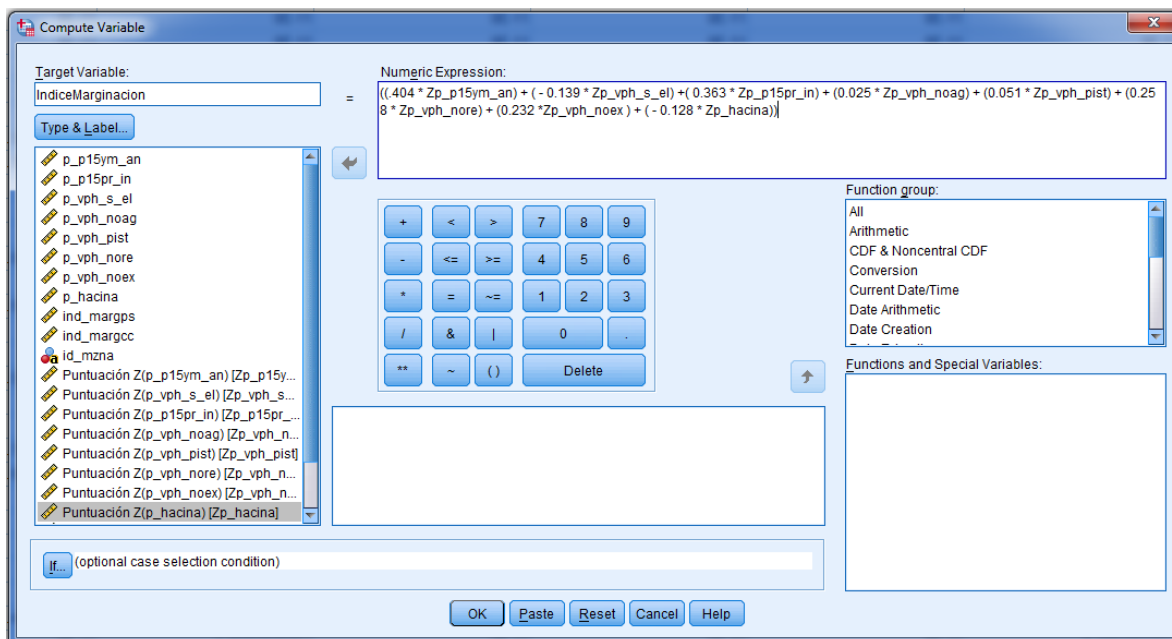 Compute Variable
Target Variable:
IndiceMarginacion
Type & Label...
=
Numeric Expression:
((.404 * Zp_p15ym_an) + ( - 0.139 * Zp_vph_s_el) +( 0.363 * Zp_p15pr_in) + (0.025 * Zp_vph_noag) + (0.051 * Zp_vph_pist) + (0.25
8 * Zp_vph_nore) + (0.232 *Zp_vph_noex ) + ( - 0.128 * Zp_hacina))
p_p15ym_an
p_p15pr_in
p_vph_s_el
p_vph_noag
p_vph_pist
p_vph_nore
p_vph_noex
p_hacina
ind_margps
ind_margcc
id_mzna
Puntuación Z(p_p15ym_an) [Zp_p15y...
Puntuación Z(p_vph_s_el) [Zp_vph_s...
Puntuación Z(p_p15pr_in) [Zp_p15pr_...
Puntuación Z(p_vph_noag) [Zp_vph_n...
Puntuación Z(p_vph_pist) [Zp_vph_pist]
Puntuación Z(p_vph_nore) [Zp_vph_n...
Puntuación Z(p_vph_noex) [Zp_vph_n...
Puntuación Z(p_hacina) [Zp_hacina]
+ < > 7 8 9
- <= >= 4 5 6
* = ~= 1 2 3
/ & | 0 .
** ~ ( ) Delete
Function group:
All
Arithmetic
CDF & Noncentral CDF
Conversion
Current Date/Time
Date Arithmetic
Date Creation
Functions and Special Variables:
If... (optional case selection condition)
OK Paste Reset Cancel Help